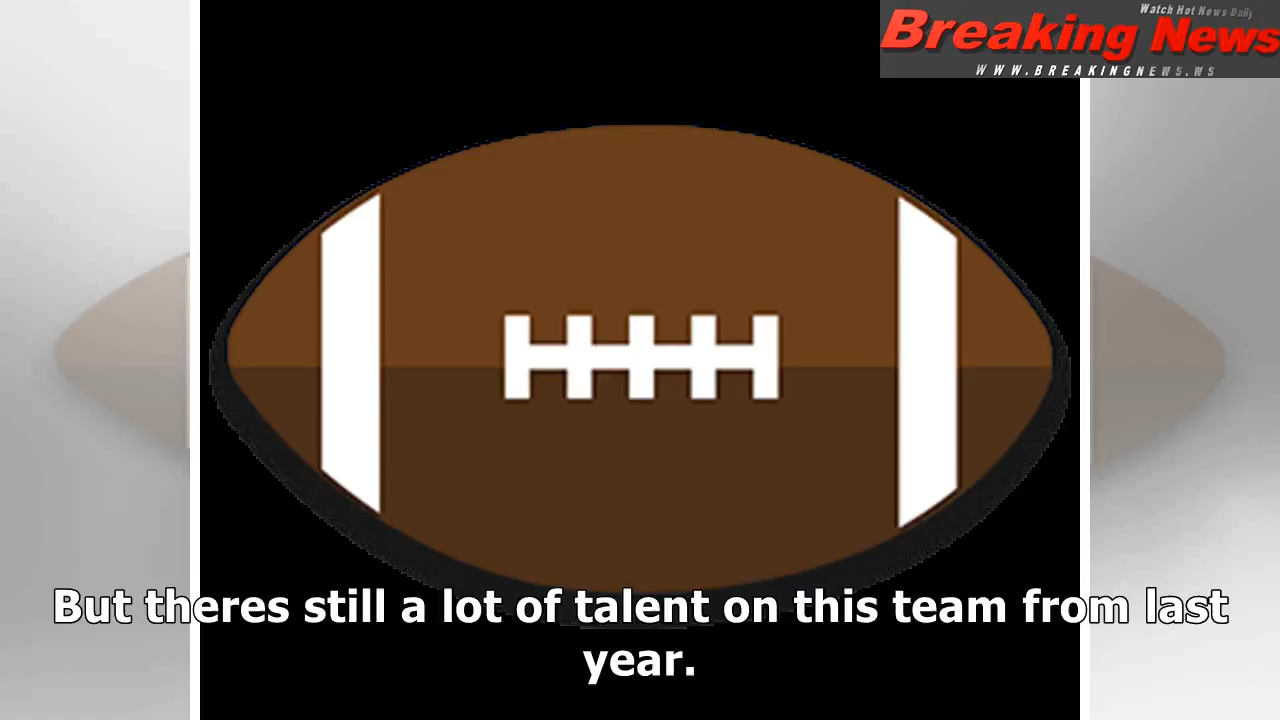 Watch Hot News Daily
Breaking News
WWW.BREAKINGNEWS.WS
But theres still a lot of talent on this team from last
year.